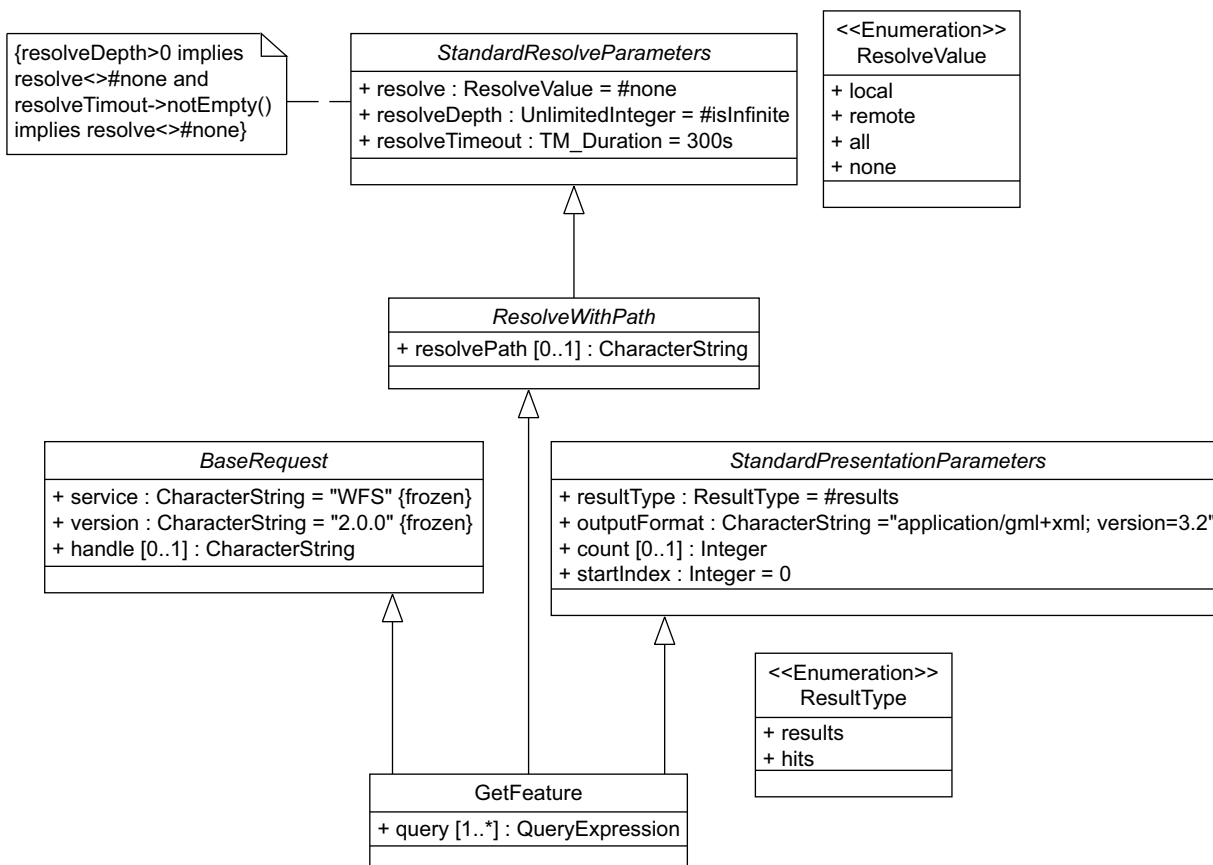 {resolveDepth>0 implies
resolve<>#none and
resolveTimout->notEmpty()
implies resolve<>#none}
StandardResolveParameters
+ resolve : ResolveValue = #none
+ resolveDepth : UnlimitedInteger = #isInfinite
+ resolveTimeout : TM_Duration = 300s
<<Enumeration>>
ResolveValue
+ local
+ remote
+ all
+ none
ResolveWithPath
+ resolvePath [0..1] : CharacterString
BaseRequest
+ service : CharacterString = "WFS" {frozen}
+ version : CharacterString = "2.0.0" {frozen}
+ handle [0..1] : CharacterString
StandardPresentationParameters
+ resultType : ResultType = #results
+ outputFormat : CharacterString ="application/gml+xml; version=3.2"
+ count [0..1] : Integer
+ startIndex : Integer = 0
<<Enumeration>>
ResultType
+ results
+ hits
GetFeature
+ query [1..*] : QueryExpression